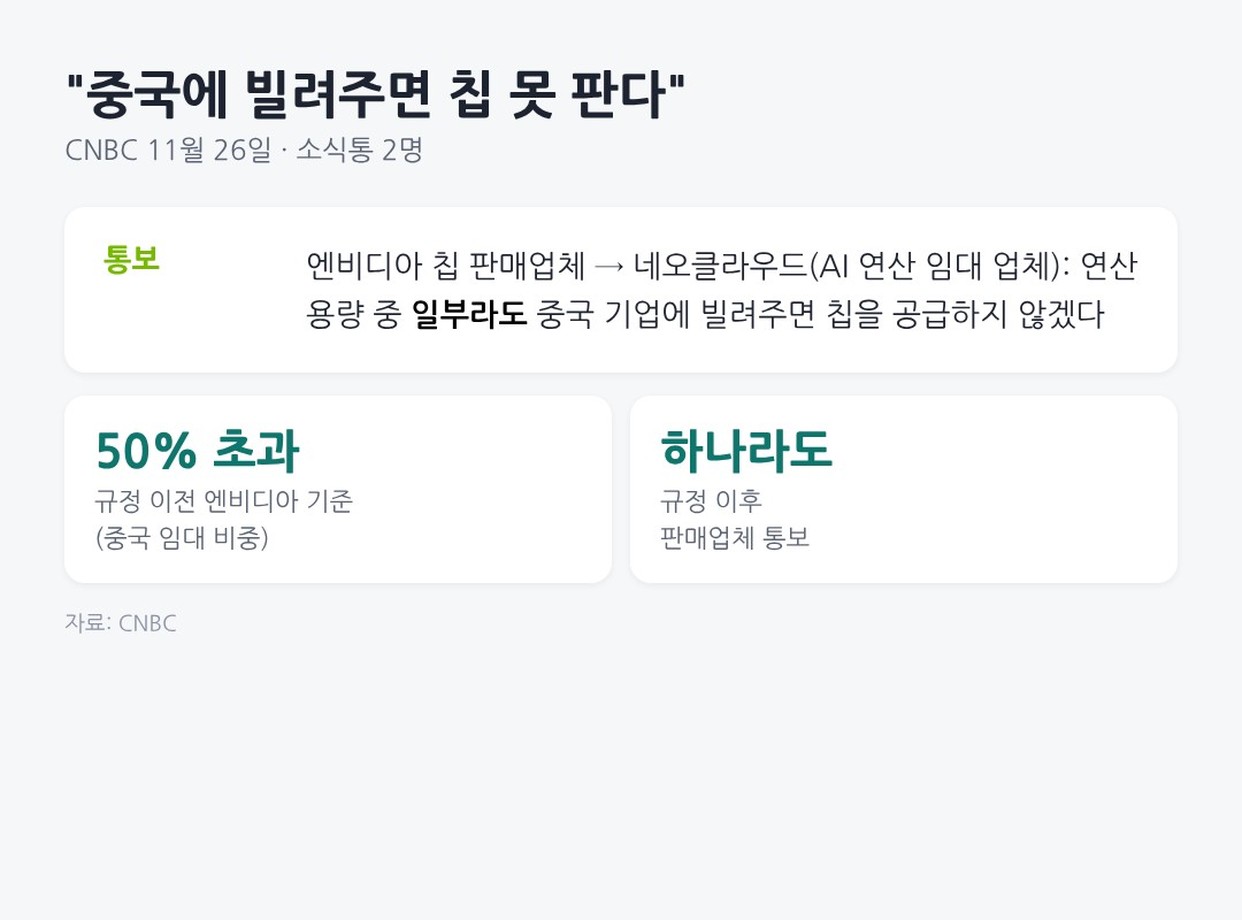 "중국에 빌려주면 칩 못 판다"
CNBC 11월 26일 · 소식통 2명
통보
엔비디아 칩 판매업체 → 네오클라우드(AI 연산 임대 업체): 연산
용량 중 일부라도 중국 기업에 빌려주면 칩을 공급하지 않겠다
50% 초과
규정 이전 엔비디아 기준
(중국 임대 비중)
하나라도
규정 이후
판매업체 통보
자료: CNBC